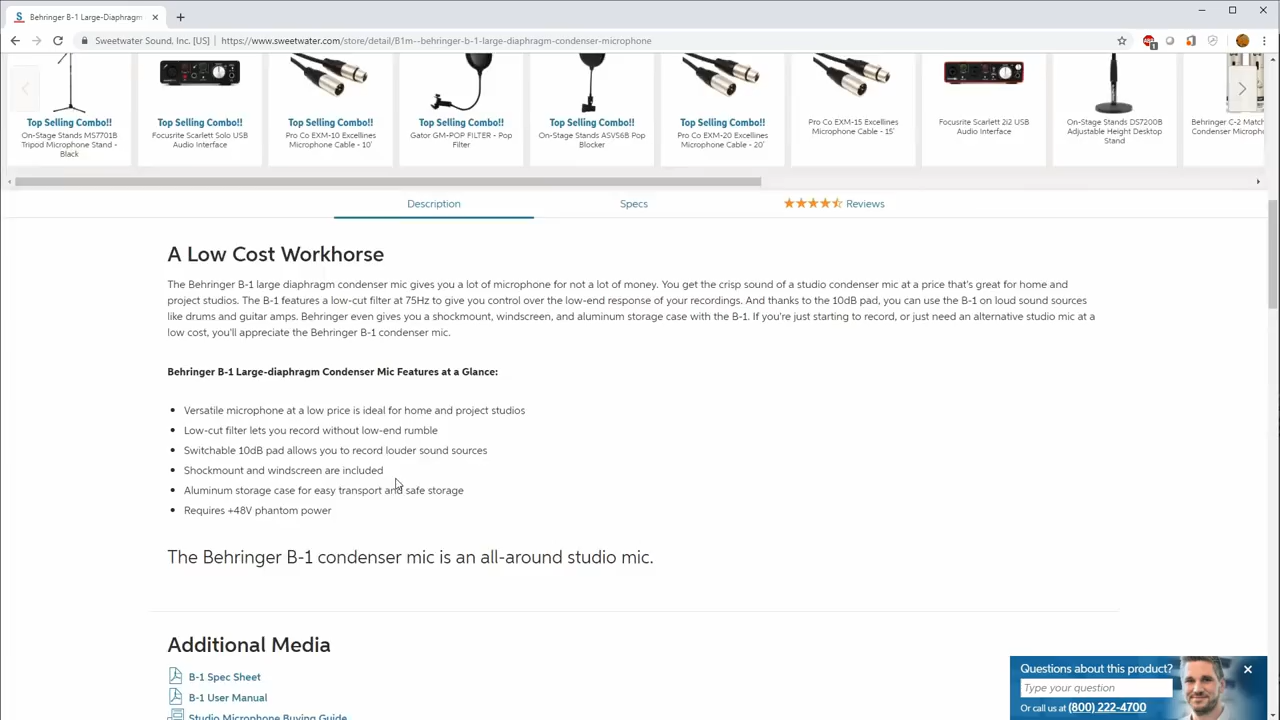 Behringer B-1 Large-Diaphragm
Sweetwater Sound, Inc. [US]
https://www.sweetwater.com/store/detail/B1m--behringer-b-1-large-diaphragm-condenser-microphone
Top Selling Combo!!
On-Stage Stands MS7701B
Tripod Microphone Stand -
Black
Top Selling Combo!!
Focusrite Scarlett Solo USB
Audio Interface
Top Selling Combo!!
Pro Co EXM-10 Excellines
Microphone Cable - 10'
Top Selling Combo!!
Gator GM-POP FILTER - Pop
Filter
Top Selling Combo!!
On-Stage Stands ASVS6B Pop
Blocker
Top Selling Combo!!
Pro Co EXM-20 Excellines
Microphone Cable - 20'
Pro Co EXM-15 Excellines
Microphone Cable - 15'
Focusrite Scarlett 2i2 USB
Audio Interface
On-Stage Stands DS7200B
Adjustable Height Desktop
Stand
Behringer C-2 Match
Condenser Microph
Description
Specs
Reviews
A Low Cost Workhorse
The Behringer B-1 large diaphragm condenser mic gives you a lot of microphone for not a lot of money. You get the crisp sound of a studio condenser mic at a price that's great for home and
project studios. The B-1 features a low-cut filter at 75Hz to give you control over the low-end response of your recordings. And thanks to the 10dB pad, you can use the B-1 on loud sound sources
like drums and guitar amps. Behringer even gives you a shockmount, windscreen, and aluminum storage case with the B-1. If you're just starting to record, or just need an alternative studio mic at a
low cost, you'll appreciate the Behringer B-1 condenser mic.
Behringer B-1 Large-diaphragm Condenser Mic Features at a Glance:
• Versatile microphone at a low price is ideal for home and project studios
• Low-cut filter lets you record without low-end rumble
• Switchable 10dB pad allows you to record louder sound sources
• Shockmount and windscreen are included
• Aluminum storage case for easy transport and safe storage
• Requires +48V phantom power
The Behringer B-1 condenser mic is an all-around studio mic.
Additional Media
B-1 Spec Sheet
B-1 User Manual
Studio Microphone Buying Guide
Questions about this product?
Type your question
Or call us at (800) 222-4700